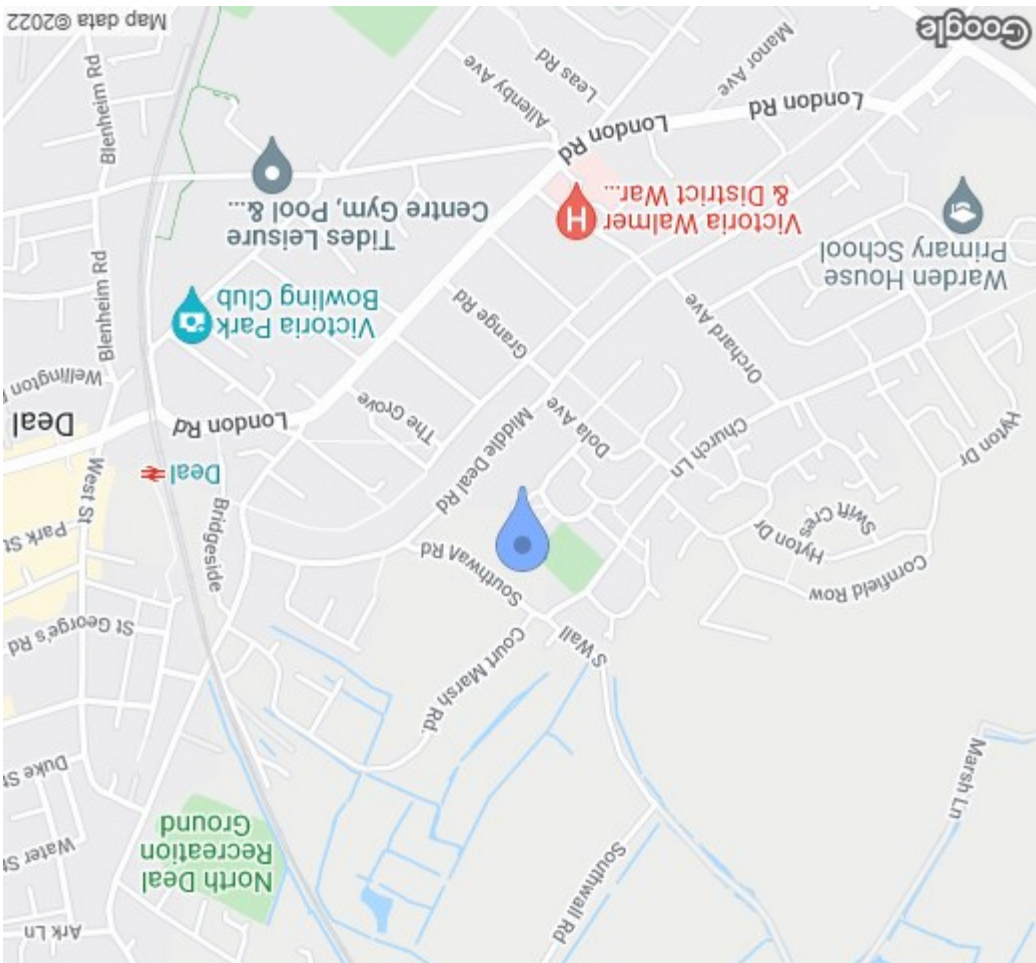 Ark Ln
Southwall Rd
North Deal
Recreation
Ground
Water St
Marsh Ln
Duke St
Court Marsh Rd.
S Wall
St George's Rd
Cornfield Row
Southwall Rd
Bridgeside
Park St
Hyton Dr
Swift Cres
West St
Deal
Hyton Dr
Church Ln
Middle Deal Rd
Dola Ave
The Grove
London Rd
Deal
Wellington
Orchard Ave
Grange Rd
Victoria Park
Bowling Club
Blenheim Rd
Warden House
Primary School
Victoria Walmer
& District War...
Tides Leisure
Centre Gym, Pool &...
London Rd
London Rd
London Rd
Allenby Ave
Blenheim Rd
Manor Ave
Leas Rd
Google
Map data ©2022